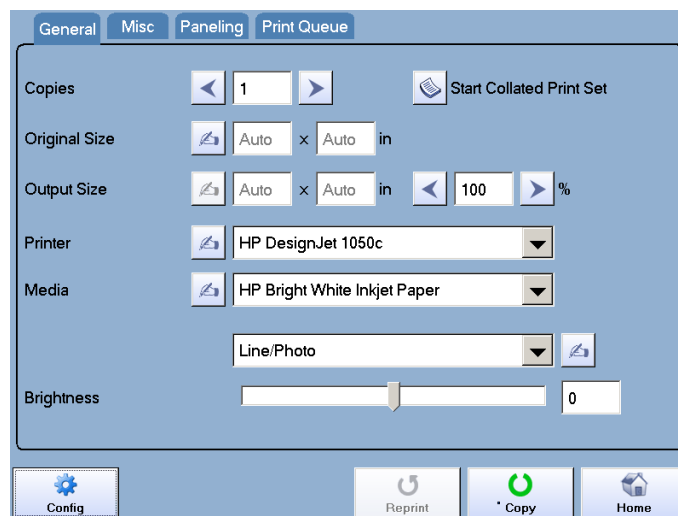 General Misc Paneling Print Queue
Copies 1 Start Collated Print Set
Original Size Auto x Auto in
Output Size Auto x Auto in 100 %
Printer HP DesignJet 1050c
Media HP Bright White Inkjet Paper
Line/Photo
Brightness 0
Config Reprint Copy Home